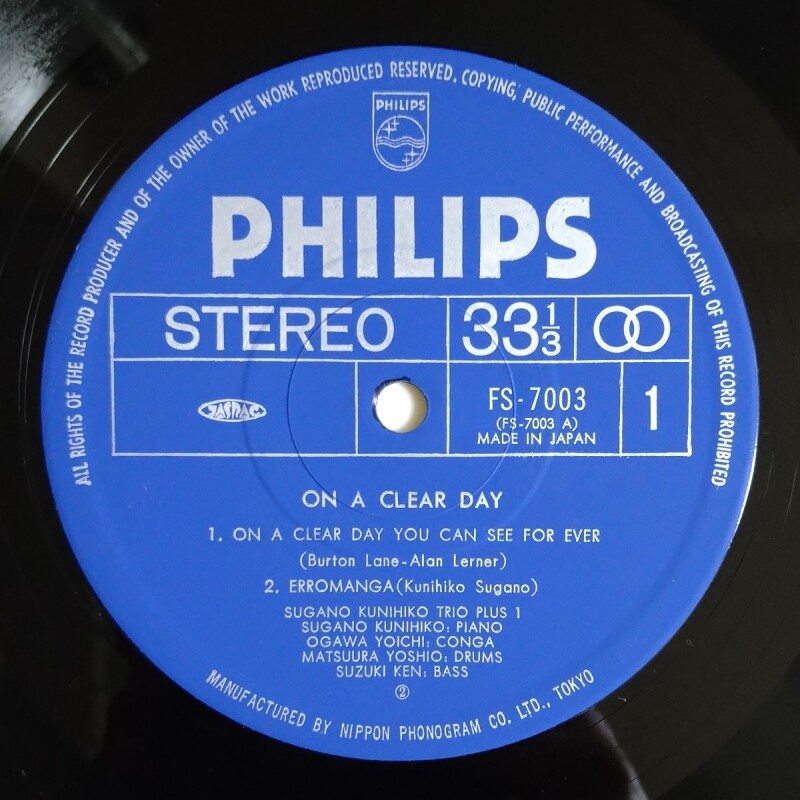 ALL RIGHTS OF THE RECORD PRODUCER AND OF THE OWNER OF THE WORK REPRODUCED RESERVED. COPYING, PUBLIC PERFORMANCE AND BROADCASTING OF THIS RECORD PROHIBITED
PHILIPS
PHILIPS
STEREO 33 1/3
JASRAC
FS-7003 1
(FS-7003 A)
MADE IN JAPAN
ON A CLEAR DAY
1. ON A CLEAR DAY YOU CAN SEE FOR EVER
(Burton Lane-Alan Lerner)
2. ERROMANGA(Kunihiko Sugano)
SUGANO KUNIHIKO TRIO PLUS 1
SUGANO KUNIHIKO: PIANO
OGAWA YOICHI: CONGA
MATSUURA YOSHIO: DRUMS
SUZUKI KEN: BASS
②
MANUFACTURED BY NIPPON PHONOGRAM CO. LTD., TOKYO